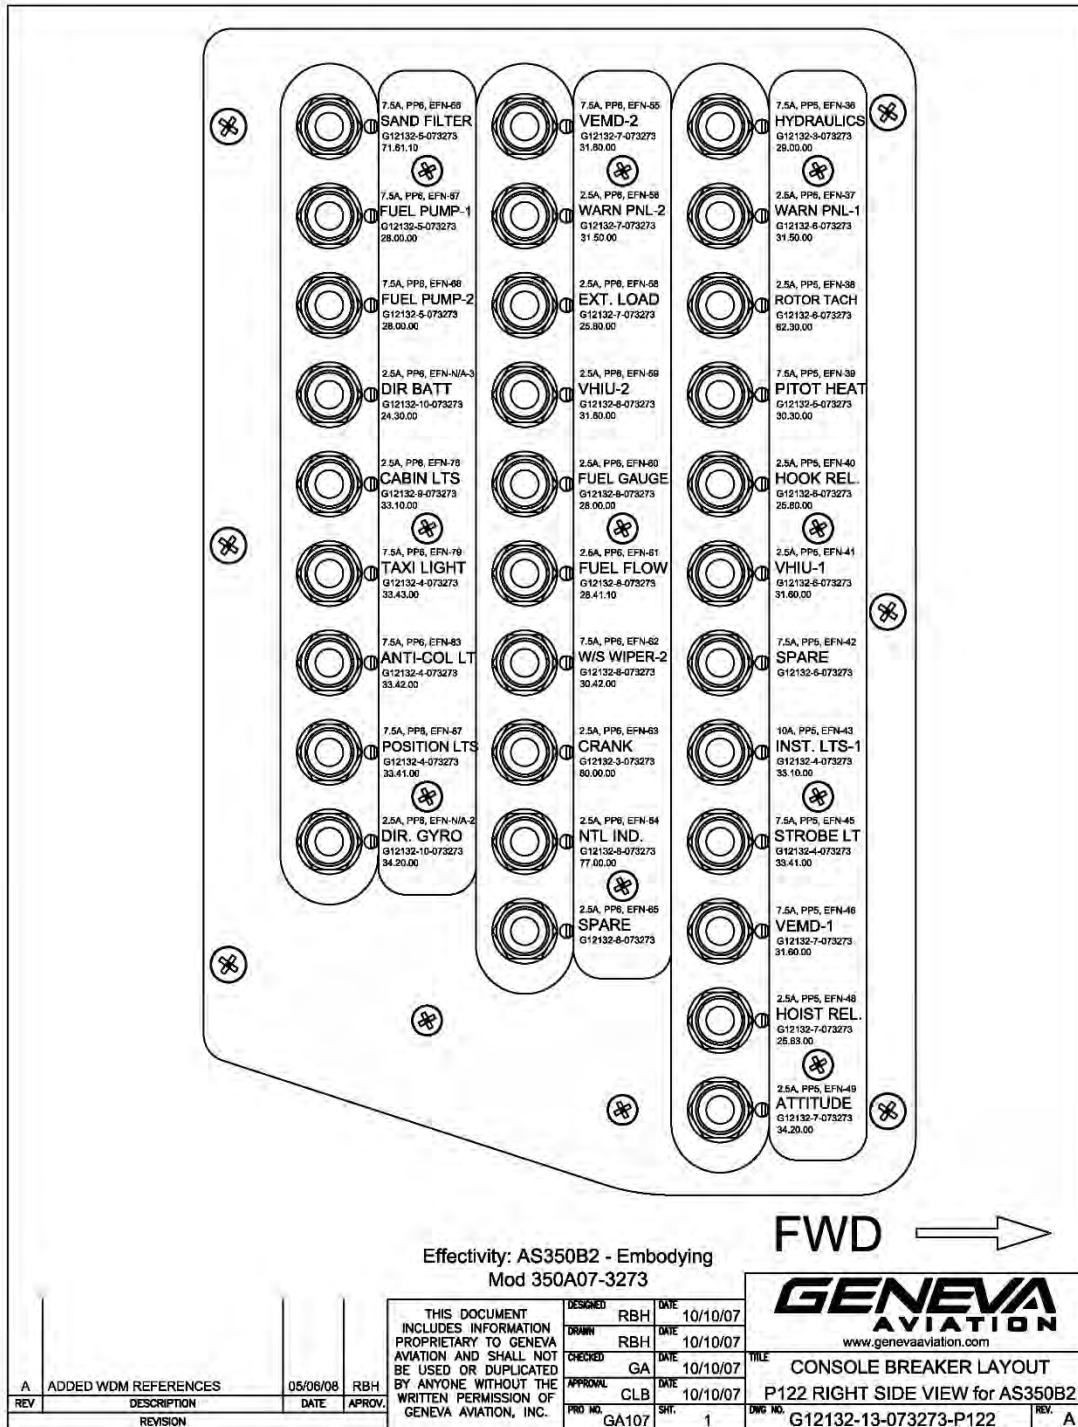 7.5A, PP6, EFN-66
SAND FILTER
G12132-5-073273
71.61.10
7.5A, PP6, EFN-67
FUEL PUMP-1
G12132-5-073273
28.00.00
7.5A, PP6, EFN-68
FUEL PUMP-2
G12132-5-073273
28.00.00
2.5A, PP6, EFN-N/A-3
DIR BATT
G12132-10-073273
24.30.00
2.5A, PP6, EFN-78
CABIN LTS
G12132-9-073273
33.10.00
7.5A, PP6, EFN-79
TAXI LIGHT
G12132-4-073273
33.43.00
7.5A, PP6, EFN-83
ANTI-COL LT
G12132-4-073273
33.42.00
7.5A, PP6, EFN-87
POSITION LTS
G12132-4-073273
33.41.00
2.5A, PP6, EFN-N/A-2
DIR. GYRO
G12132-10-073273
34.20.00
7.5A, PP6, EFN-55
VEMD-2
G12132-7-073273
31.60.00
2.5A, PP6, EFN-56
WARN PNL-2
G12132-7-073273
31.50.00
2.5A, PP6, EFN-58
EXT. LOAD
G12132-7-073273
25.80.00
2.5A, PP6, EFN-59
VHIU-2
G12132-8-073273
31.60.00
2.5A, PP6, EFN-60
FUEL GAUGE
G12132-8-073273
28.00.00
2.5A, PP6, EFN-61
FUEL FLOW
G12132-8-073273
28.41.10
7.5A, PP6, EFN-62
W/S WIPER-2
G12132-8-073273
30.42.00
2.5A, PP6, EFN-63
CRANK
G12132-3-073273
80.00.00
2.5A, PP6, EFN-64
NTL IND.
G12132-8-073273
77.00.00
2.5A, PP6, EFN-65
SPARE
G12132-8-073273
7.5A, PP5, EFN-36
HYDRAULICS
G12132-3-073273
29.00.00
2.5A, PP5, EFN-37
WARN PNL-1
G12132-6-073273
31.50.00
2.5A, PP5, EFN-38
ROTOR TACH
G12132-6-073273
62.30.00
7.5A, PP5, EFN-39
PITOT HEAT
G12132-5-073273
30.30.00
2.5A, PP5, EFN-40
HOOK REL.
G12132-6-073273
25.80.00
2.5A, PP5, EFN-41
VHIU-1
G12132-6-073273
31.60.00
7.5A, PP5, EFN-42
SPARE
G12132-6-073273
10A, PP5, EFN-43
INST. LTS-1
G12132-4-073273
33.10.00
7.5A, PP5, EFN-45
STROBE LT
G12132-4-073273
33.41.00
7.5A, PP5, EFN-46
VEMD-1
G12132-7-073273
31.60.00
2.5A, PP5, EFN-48
HOIST REL.
G12132-7-073273
25.63.00
2.5A, PP5, EFN-49
ATTITUDE
G12132-7-073273
34.20.00
FWD
Effectivity: AS350B2 - Embodying
Mod 350A07-3273
A ADDED WDM REFERENCES 05/06/08 RBH
REV DESCRIPTION DATE APROV.
REVISION
THIS DOCUMENT
INCLUDES INFORMATION
PROPRIETARY TO GENEVA
AVIATION AND SHALL NOT
BE USED OR DUPLICATED
BY ANYONE WITHOUT THE
WRITTEN PERMISSION OF
GENEVA AVIATION, INC.
DESIGNED RBH DATE 10/10/07
DRAWN RBH DATE 10/10/07
CHECKED GA DATE 10/10/07
APPROVAL CLB DATE 10/10/07
PRO NO. GA107 SHT. 1
GENEVA
AVIATION
www.genevaaviation.com
TITLE CONSOLE BREAKER LAYOUT
P122 RIGHT SIDE VIEW for AS350B2
DWG NO. G12132-13-073273-P122 REV. A